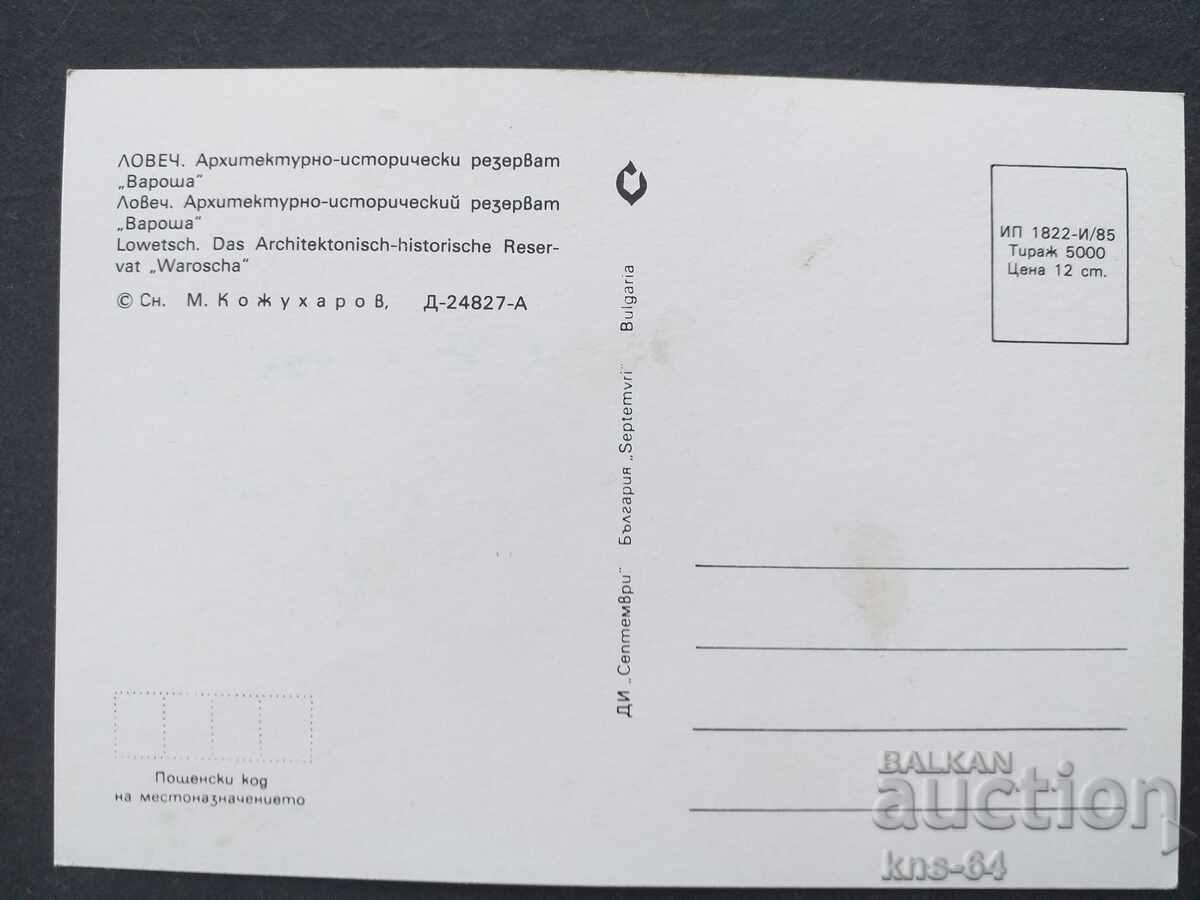 ЛОВЕЧ. Архитектурно-исторически резерват
„Вароша"
Ловеч. Архитектурно-исторический резерват
„Вароша"
Lowetsch. Das Architektonisch-historische Reser-
vat „Waroscha"
© Сн. М. Кожухаров, Д-24827-А
ДИ „Септември" България „Septemvri" Bulgaria
ИП 1822-И/85
Тираж 5000
Цена 12 ст.
Пощенски код
на местоназначението
BALKAN
auction
kns-64